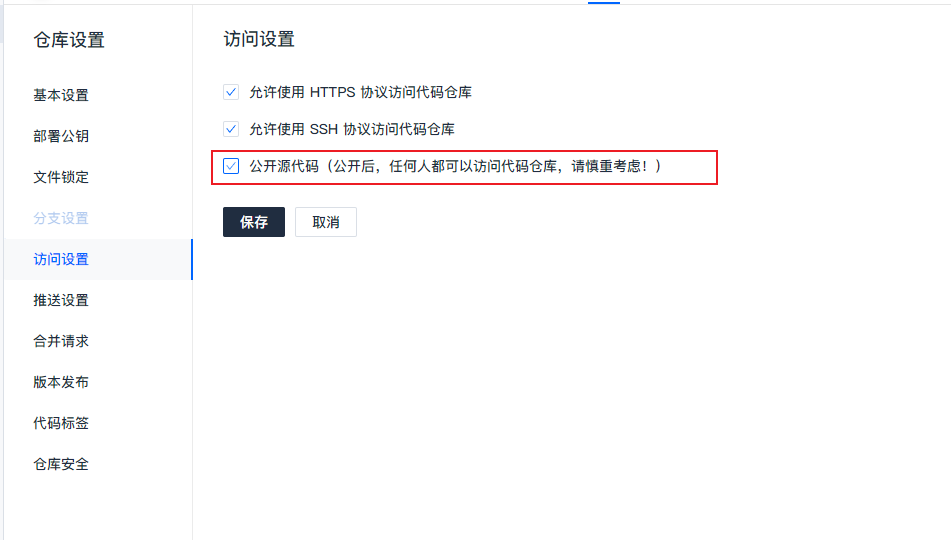 仓库设置
基本设置
部署公钥
文件锁定
分支设置
访问设置
推送设置
合并请求
版本发布
代码标签
仓库安全
访问设置
允许使用 HTTPS 协议访问代码仓库
允许使用 SSH 协议访问代码仓库
公开源代码（公开后，任何人都可以访问代码仓库，请慎重考虑！）
保存 取消